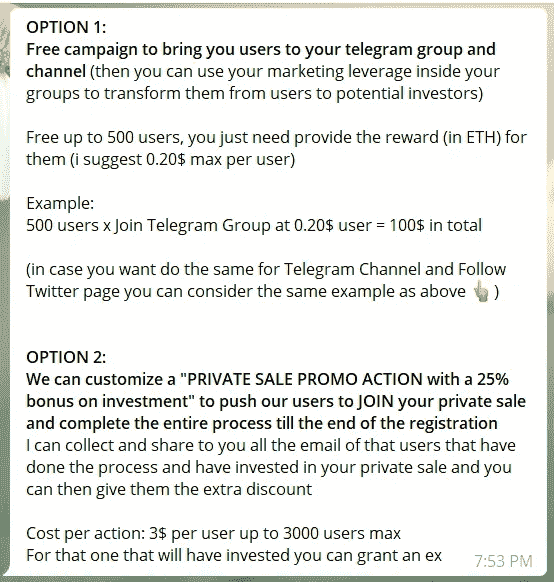 OPTION 1:
Free campaign to bring you users to your telegram group and
channel (then you can use your marketing leverage inside your
groups to transform them from users to potential investors)
Free up to 500 users, you just need provide the reward (in ETH) for
them (i suggest 0.20$ max per user)
Example:
500 users x Join Telegram Group at 0.20$ user = 100$ in total
(in case you want do the same for Telegram Channel and Follow
Twitter page you can consider the same example as above 👆 )
OPTION 2:
We can customize a "PRIVATE SALE PROMO ACTION with a 25%
bonus on investment" to push our users to JOIN your private sale
and complete the entire process till the end of the registration
I can collect and share to you all the email of that users that have
done the process and have invested in your private sale and you
can then give them the extra discount
Cost per action: 3$ per user up to 3000 users max
For that one that will have invested you can grant an ex
7:53 PM